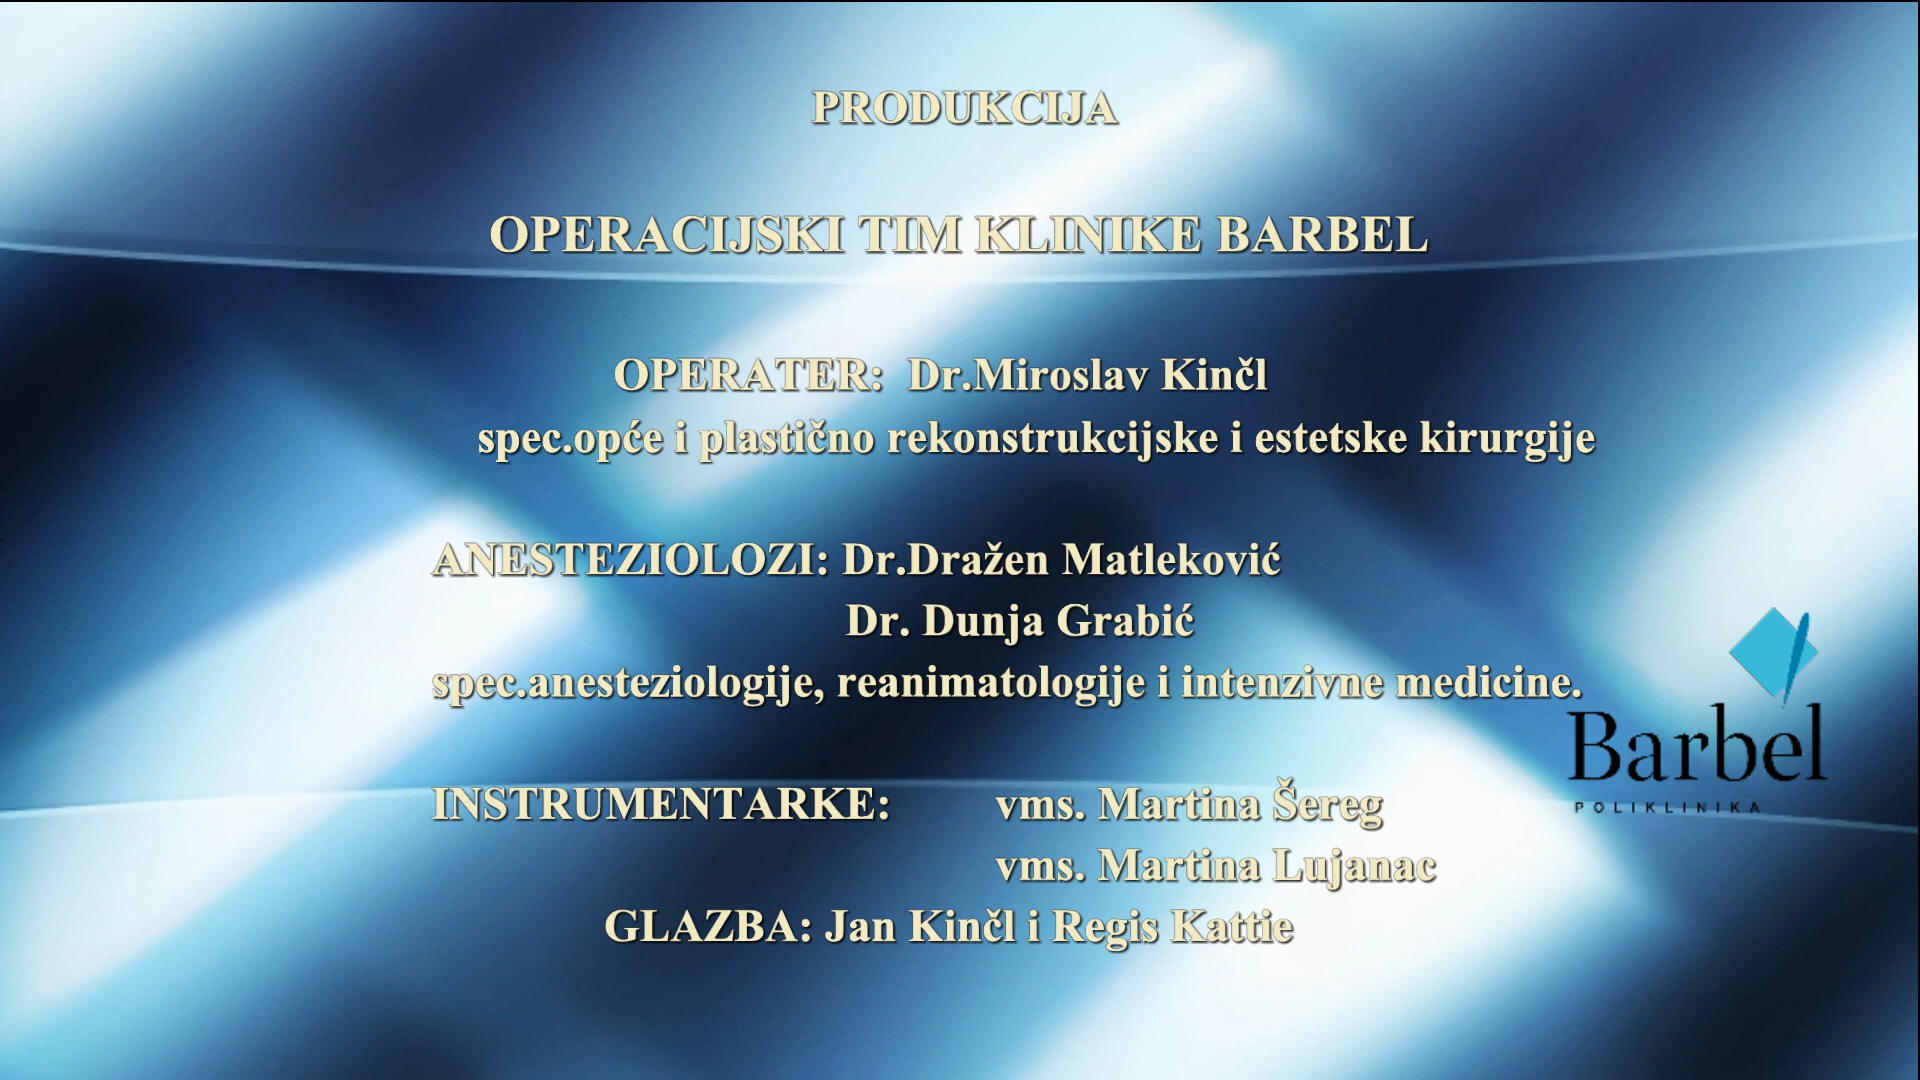 PRODUKCIJA
OPERACIJSKI TIM KLINIKE BARBEL
OPERATER: Dr.Miroslav Kinčl
spec.opće i plastično rekonstrukcijske i estetske kirurgije
ANESTEZIOLOZI: Dr.Dražen Matleković
Dr. Dunja Grabić
spec.anesteziologije, reanimatologije i intenzivne medicine.
Barbel
POLIKLINIKA
INSTRUMENTARKE: vms. Martina Šereg
vms. Martina Lujanac
GLAZBA: Jan Kinčl i Regis Kattie